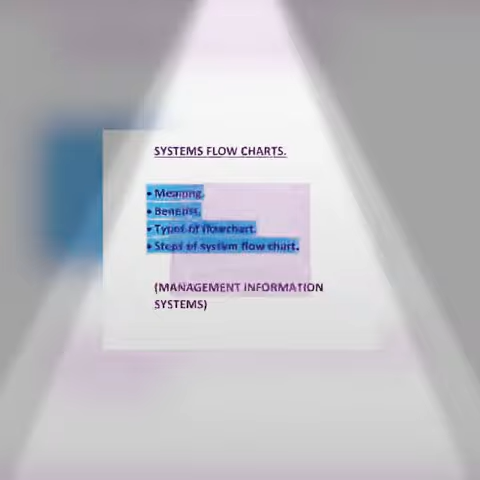 SYSTEMS FLOW CHARTS.
• Meaning.
• Benefits.
• Types of flowchart.
• Steps of system flow chart.
(MANAGEMENT INFORMATION
SYSTEMS)